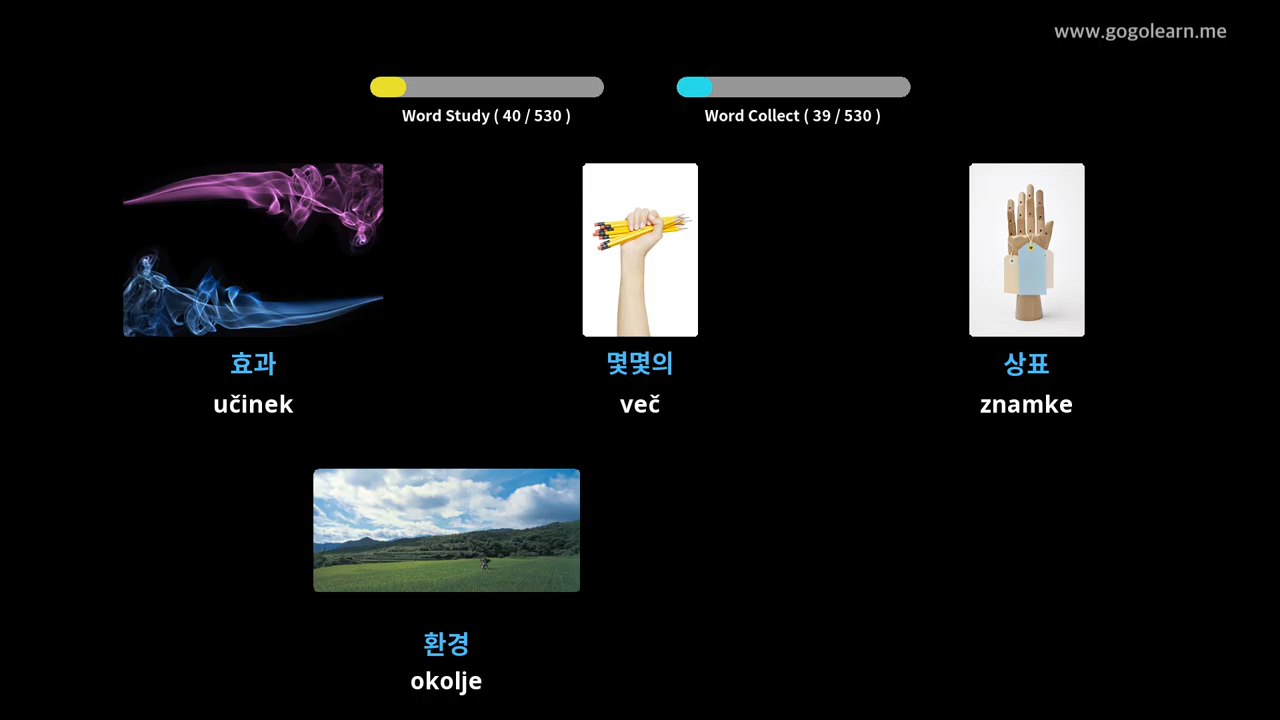 www.gogolearn.me
Word Study ( 40 / 530 )
Word Collect ( 39 / 530 )
효과
몇몇의
상표
učinek
več
znamke
환경
okolje